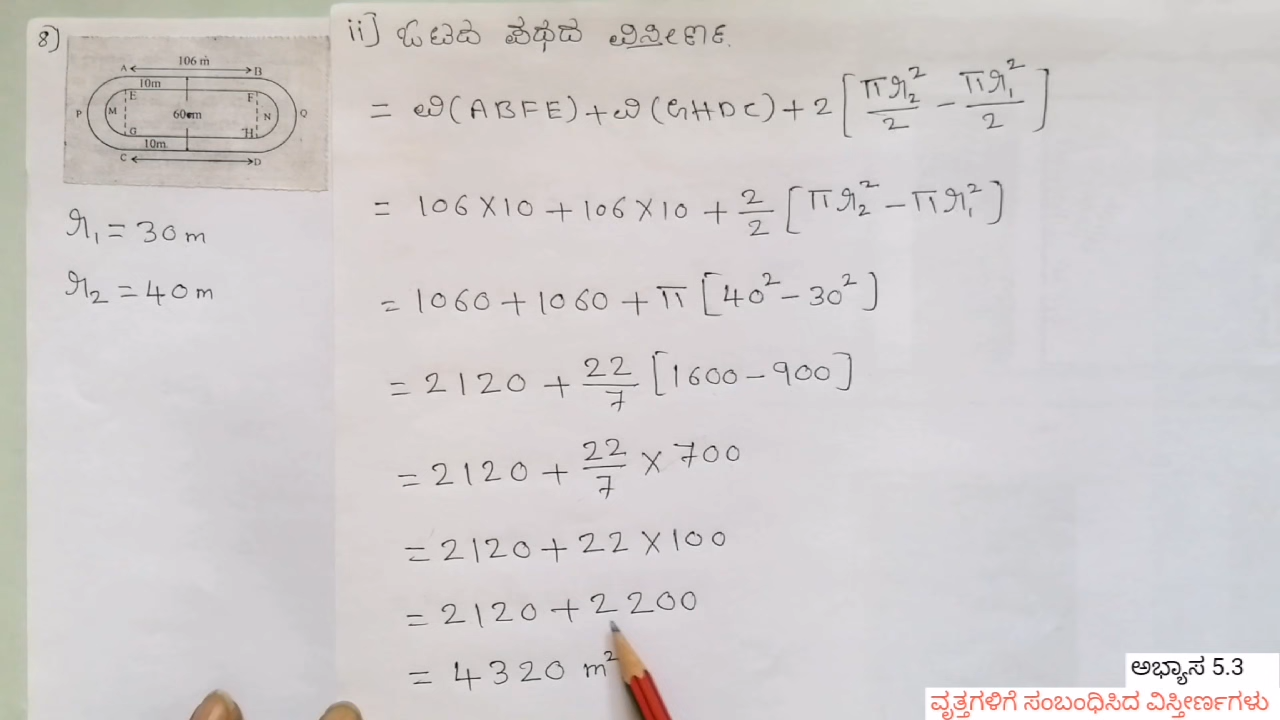 8]
106 m
A B
10m
E F
P M 60cm N Q
G H
10m
C D
r₁ = 30 m
r₂ = 40 m
ii] ಓಟದ ಪಥದ ವಿಸ್ತೀರ್ಣ.
= ವಿ(ABFE) + ವಿ(GHDC) + 2 [πr₂²/2 − πr₁²/2]
= 106 × 10 + 106 × 10 + 2/2 [πr₂² − πr₁²]
= 1060 + 1060 + π [40² − 30²]
= 2120 + 22/7 [1600 − 900]
= 2120 + 22/7 × 700
= 2120 + 22 × 100
= 2120 + 2200
= 4320 m²
ಅಭ್ಯಾಸ 5.3
ವೃತ್ತಗಳಿಗೆ ಸಂಬಂಧಿಸಿದ ವಿಸ್ತೀರ್ಣಗಳು